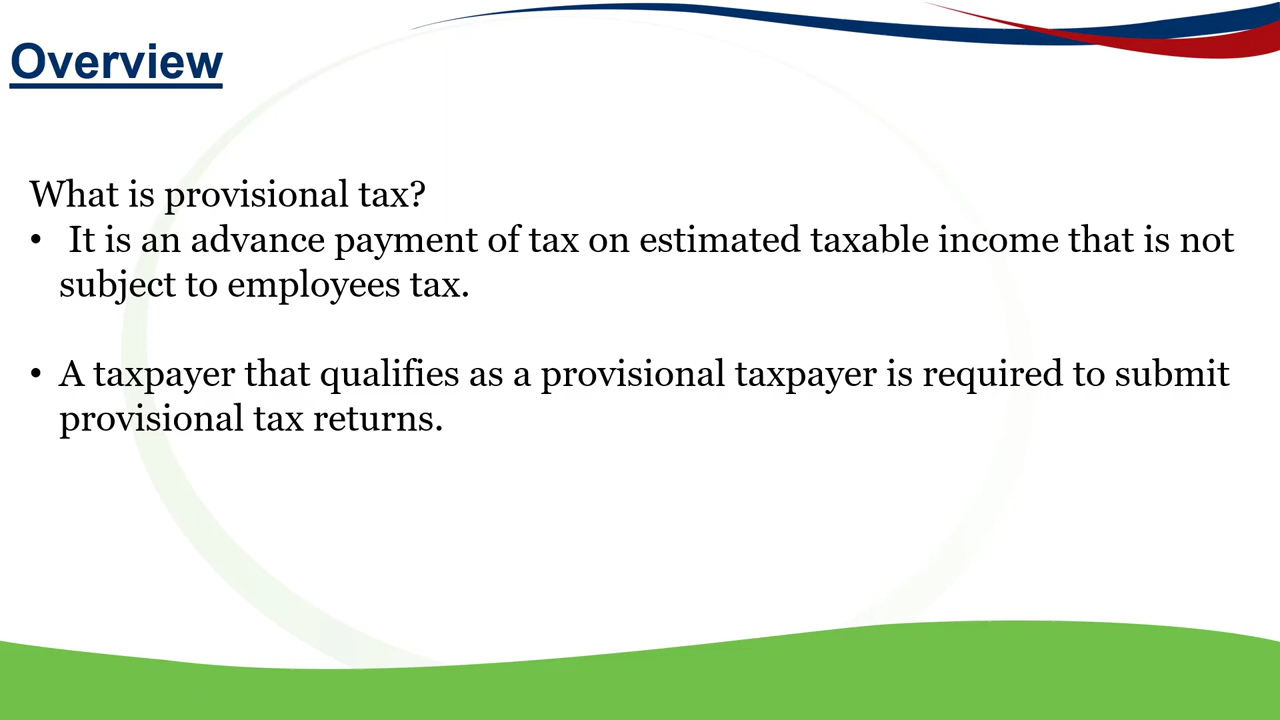 Overview
What is provisional tax?
• It is an advance payment of tax on estimated taxable income that is not
subject to employees tax.
• A taxpayer that qualifies as a provisional taxpayer is required to submit
provisional tax returns.